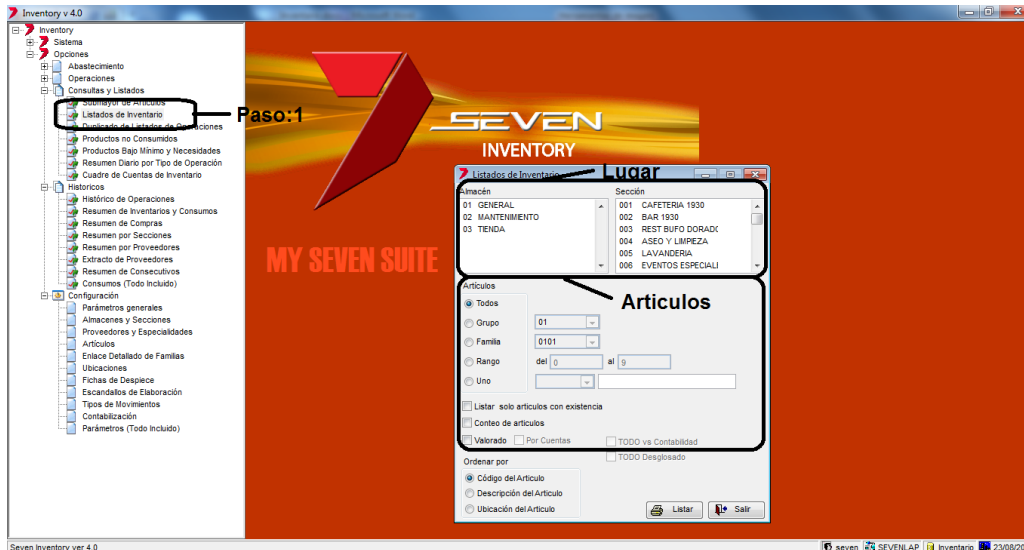 Inventory v 4.0
Inventory
Sistema
Opciones
Abastecimiento
Operaciones
Consultas y Listados
Submayor de Artículos
Listados de Inventario
Duplicado de Listados de Operaciones
Productos no Consumidos
Productos Bajo Mínimo y Necesidades
Resumen Diario por Tipo de Operación
Cuadre de Cuentas de Inventario
Historicos
Histórico de Operaciones
Resumen de Inventarios y Consumos
Resumen de Compras
Resumen por Secciones
Resumen por Proveedores
Extracto de Proveedores
Resumen de Consecutivos
Consumos (Todo Incluido)
Configuración
Parámetros generales
Almacenes y Secciones
Proveedores y Especialidades
Artículos
Enlace Detallado de Familias
Ubicaciones
Fichas de Despiece
Escandallos de Elaboración
Tipos de Movimientos
Contabilización
Parámetros (Todo Incluido)
Paso:1
SEVEN
INVENTORY
MY SEVEN SUITE
Listados de Inventario
Lugar
Almacén
Sección
01 GENERAL
02 MANTENIMIENTO
03 TIENDA
001 CAFETERIA 1930
002 BAR 1930
003 REST BUFO DORADO
004 ASEO Y LIMPIEZA
005 LAVANDERIA
006 EVENTOS ESPECIALI
Articulos
Artículos
Todos
Grupo 01
Familia 0101
Rango del 0 al 9
Uno
Listar solo articulos con existencia
Conteo de articulos
Valorado Por Cuentas TODO vs Contabilidad
TODO Desglosado
Ordenar por
Código del Articulo
Descripción del Articulo
Ubicación del Articulo
Listar Salir
Seven Inventory ver 4.0
seven SEVENLAP Inventario 23/08/20